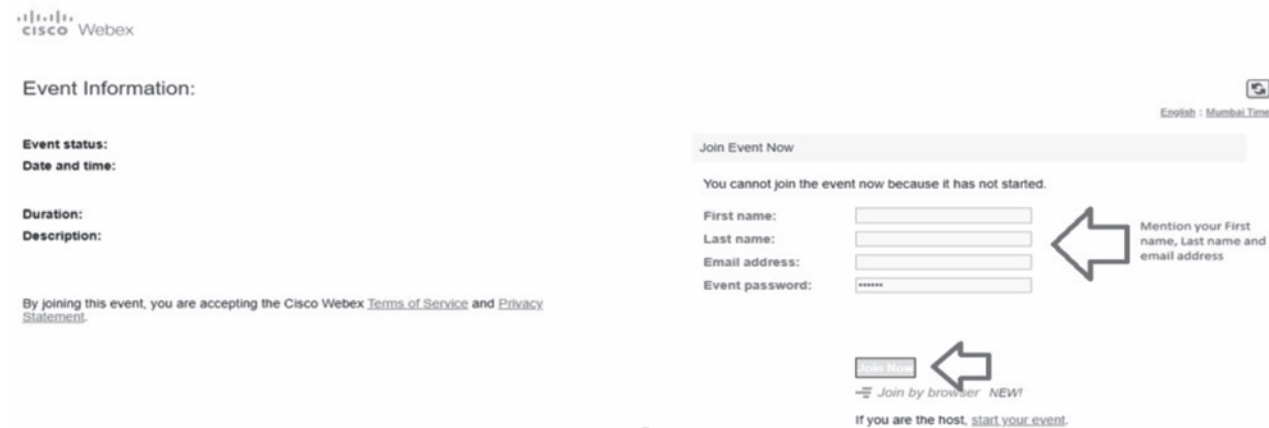 cisco Webex
Event Information:
English : Mumbai Time
Event status:
Date and time:
Duration:
Description:
By joining this event, you are accepting the Cisco Webex Terms of Service and Privacy
Statement.
Join Event Now
You cannot join the event now because it has not started.
First name:
Last name:
Email address:
Event password:
••••••
Mention your First
name, Last name and
email address
Join Now
Join by browser NEW!
If you are the host, start your event.